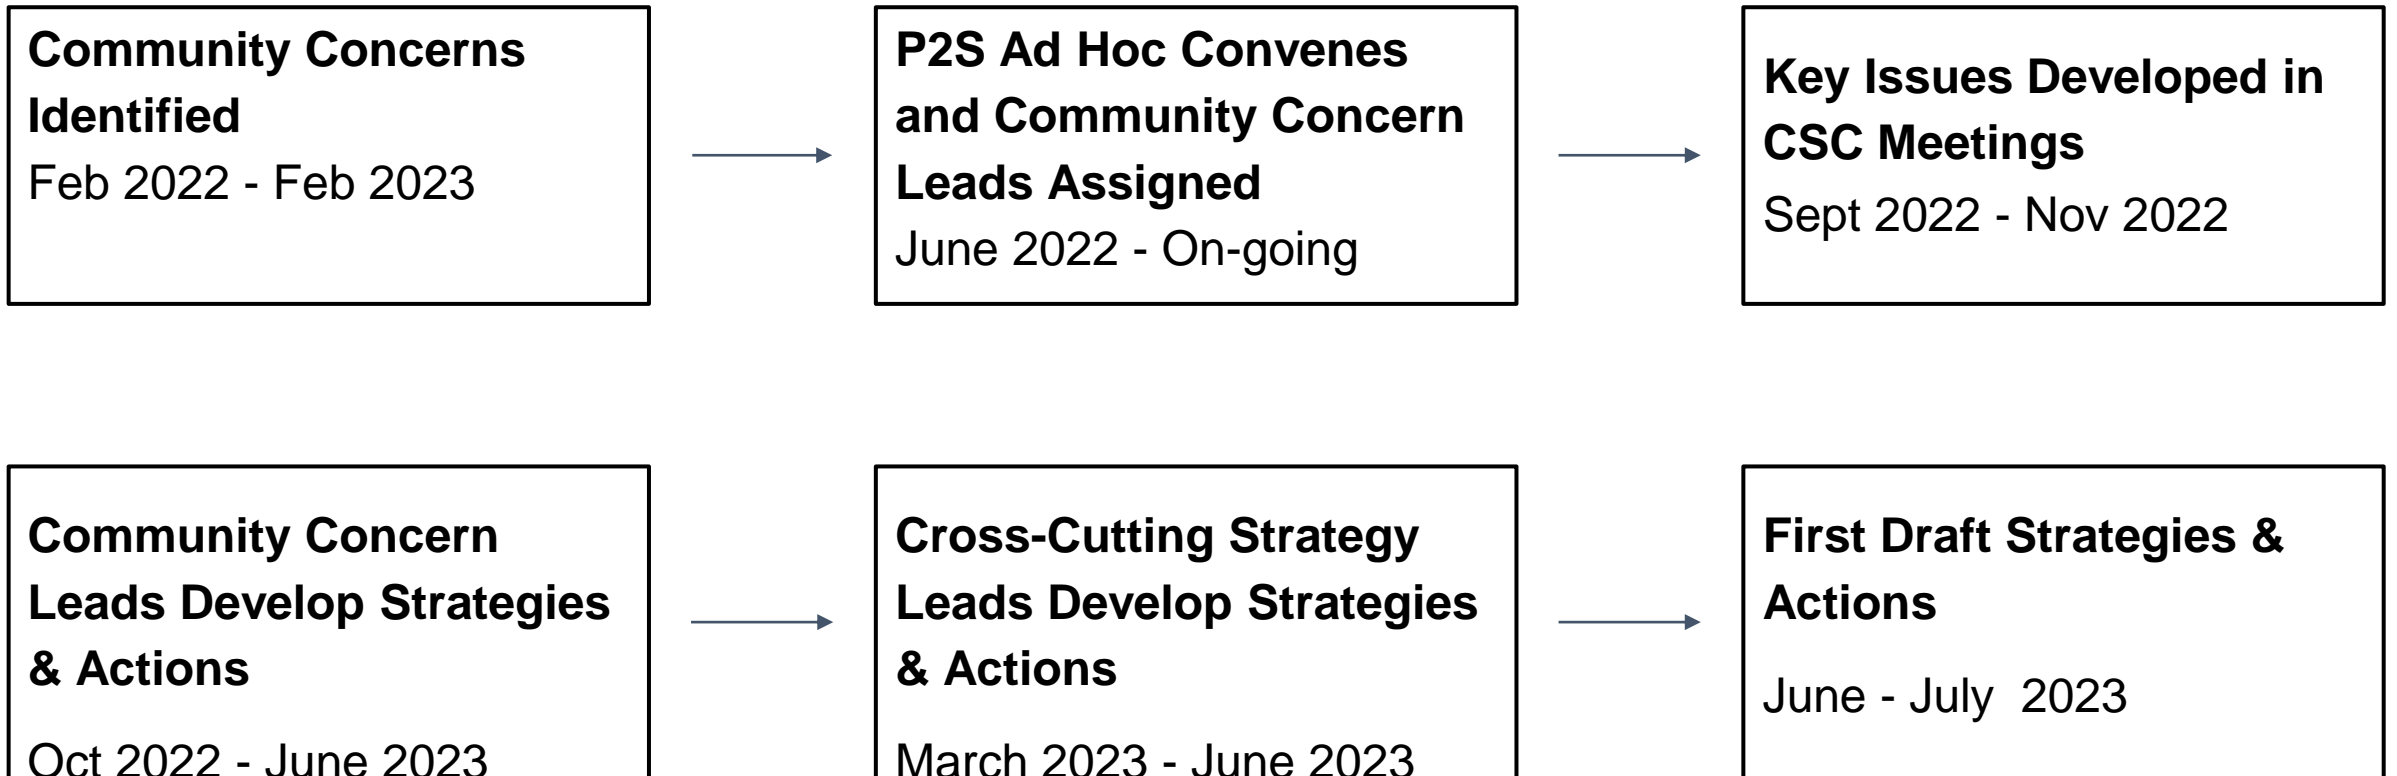 Community Concerns
Identified
Feb 2022 - Feb 2023
P2S Ad Hoc Convenes
and Community Concern
Leads Assigned
June 2022 - On-going
Key Issues Developed in
CSC Meetings
Sept 2022 - Nov 2022
Community Concern
Leads Develop Strategies
& Actions
Oct 2022 - June 2023
Cross-Cutting Strategy
Leads Develop Strategies
& Actions
March 2023 - June 2023
First Draft Strategies &
Actions
June - July  2023